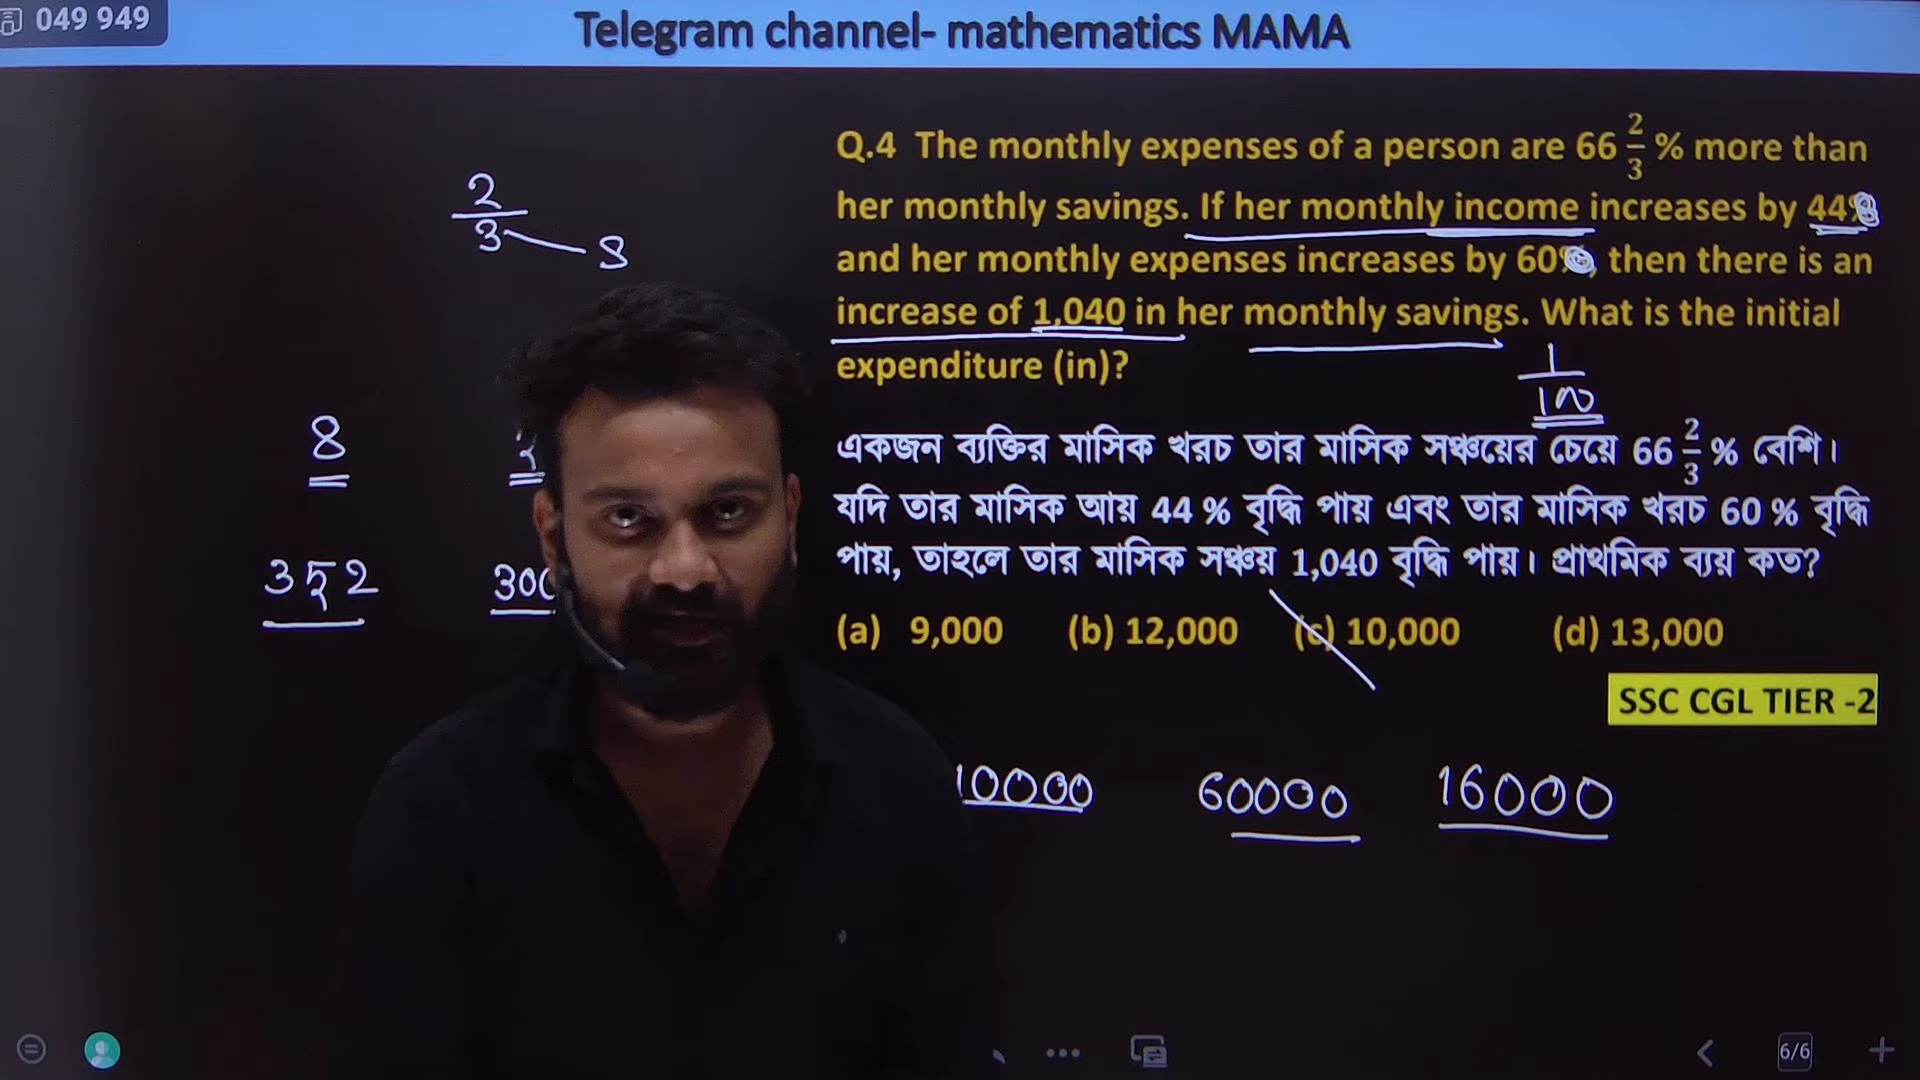 049 949
Telegram channel- mathematics MAMA
Q.4 The monthly expenses of a person are 66 2/3 % more than
her monthly savings. If her monthly income increases by 44
and her monthly expenses increases by 60%, then there is an
increase of 1,040 in her monthly savings. What is the initial
expenditure (in)?
একজন ব্যক্তির মাসিক খরচ তার মাসিক সঞ্চয়ের চেয়ে 66 2/3 % বেশি।
যদি তার মাসিক আয় 44 % বৃদ্ধি পায় এবং তার মাসিক খরচ 60 % বৃদ্ধি
পায়, তাহলে তার মাসিক সঞ্চয় 1,040 বৃদ্ধি পায়। প্রাথমিক ব্যয় কত?
(a) 9,000 (b) 12,000 (c) 10,000 (d) 13,000
SSC CGL TIER -2
2/3
8
1/100
352
300
10000 60000 16000
6/6